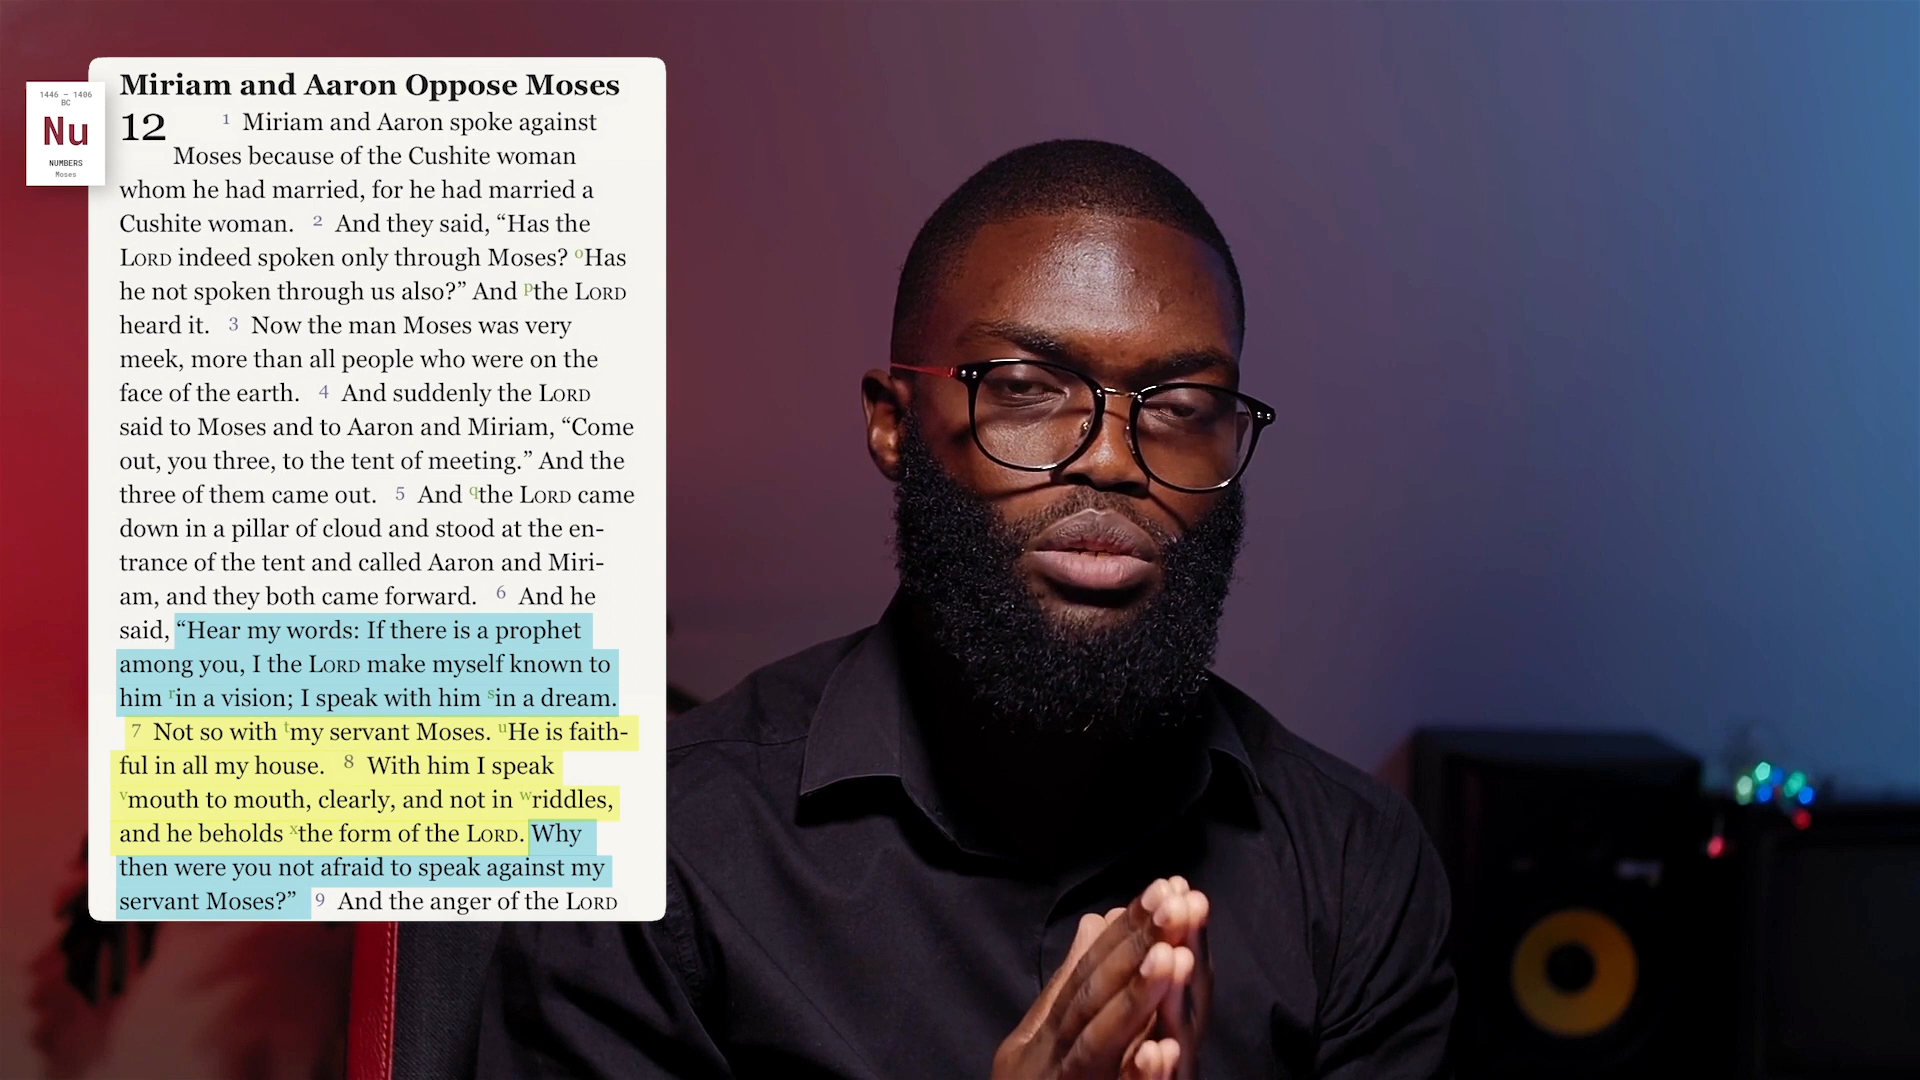 1446 – 1406
BC
Nu
NUMBERS
Moses
Miriam and Aaron Oppose Moses
12 1 Miriam and Aaron spoke against
Moses because of the Cushite woman
whom he had married, for he had married a
Cushite woman. 2 And they said, “Has the
LORD indeed spoken only through Moses? oHas
he not spoken through us also?” And pthe LORD
heard it. 3 Now the man Moses was very
meek, more than all people who were on the
face of the earth. 4 And suddenly the LORD
said to Moses and to Aaron and Miriam, “Come
out, you three, to the tent of meeting.” And the
three of them came out. 5 And qthe LORD came
down in a pillar of cloud and stood at the en-
trance of the tent and called Aaron and Miri-
am, and they both came forward. 6 And he
said, “Hear my words: If there is a prophet
among you, I the LORD make myself known to
him rin a vision; I speak with him sin a dream.
7 Not so with tmy servant Moses. uHe is faith-
ful in all my house. 8 With him I speak
vmouth to mouth, clearly, and not in wriddles,
and he beholds xthe form of the LORD. Why
then were you not afraid to speak against my
servant Moses?” 9 And the anger of the LORD